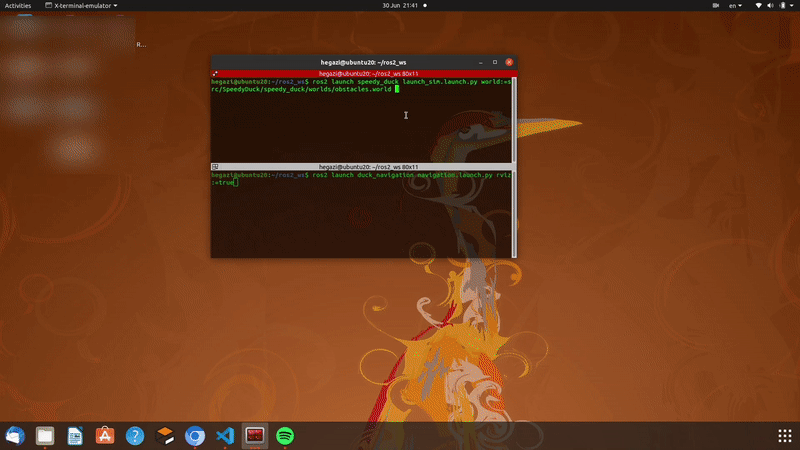 Activities
X-terminal-emulator
30 Jun 21:41
en
R...
hegazi@ubuntu20: ~/ros2_ws
hegazi@ubuntu20: ~/ros2_ws 80x11
hegazi@ubuntu20:~/ros2_ws$ ros2 launch speedy_duck launch_sim.launch.py world:=s
rc/SpeedyDuck/speedy_duck/worlds/obstacles.world
hegazi@ubuntu20: ~/ros2_ws 80x11
hegazi@ubuntu20:~/ros2_ws$ ros2 launch duck_navigation navigation.launch.py rviz
:=true